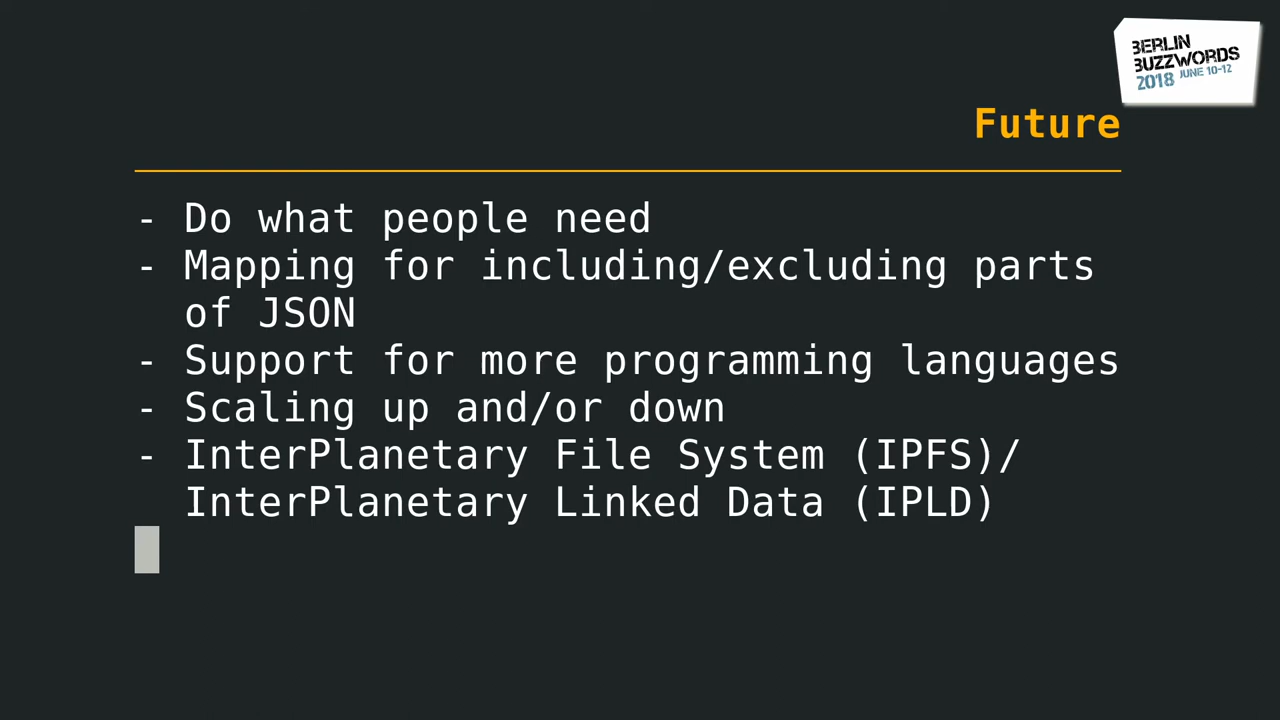 BERLIN
BUZZWORDS
2018 JUNE 10-12
Future
- Do what people need
- Mapping for including/excluding parts
of JSON
- Support for more programming languages
- Scaling up and/or down
- InterPlanetary File System (IPFS)/
InterPlanetary Linked Data (IPLD)